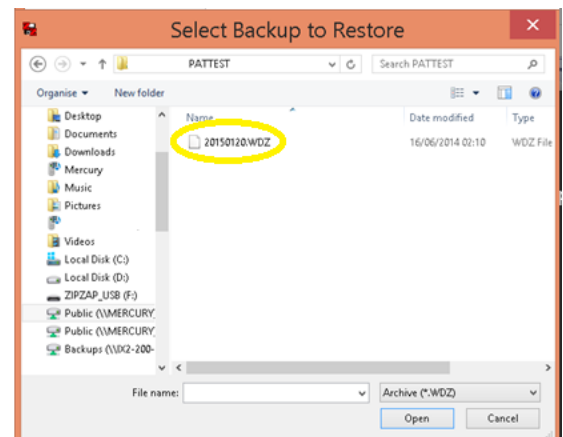 Select Backup to Restore
PATTEST
Search PATTEST
Organise
New folder
Name
Date modified
Type
20150120.WDZ
16/06/2014 02:10
WDZ File
Desktop
Documents
Downloads
Mercury
Music
Pictures
Videos
Local Disk (C:)
Local Disk (D:)
ZIPZAP_USB (F:)
Public (\\MERCURY
Public (\\MERCURY
Backups (\\IX2-200-
File name:
Archive (*.WDZ)
Open
Cancel